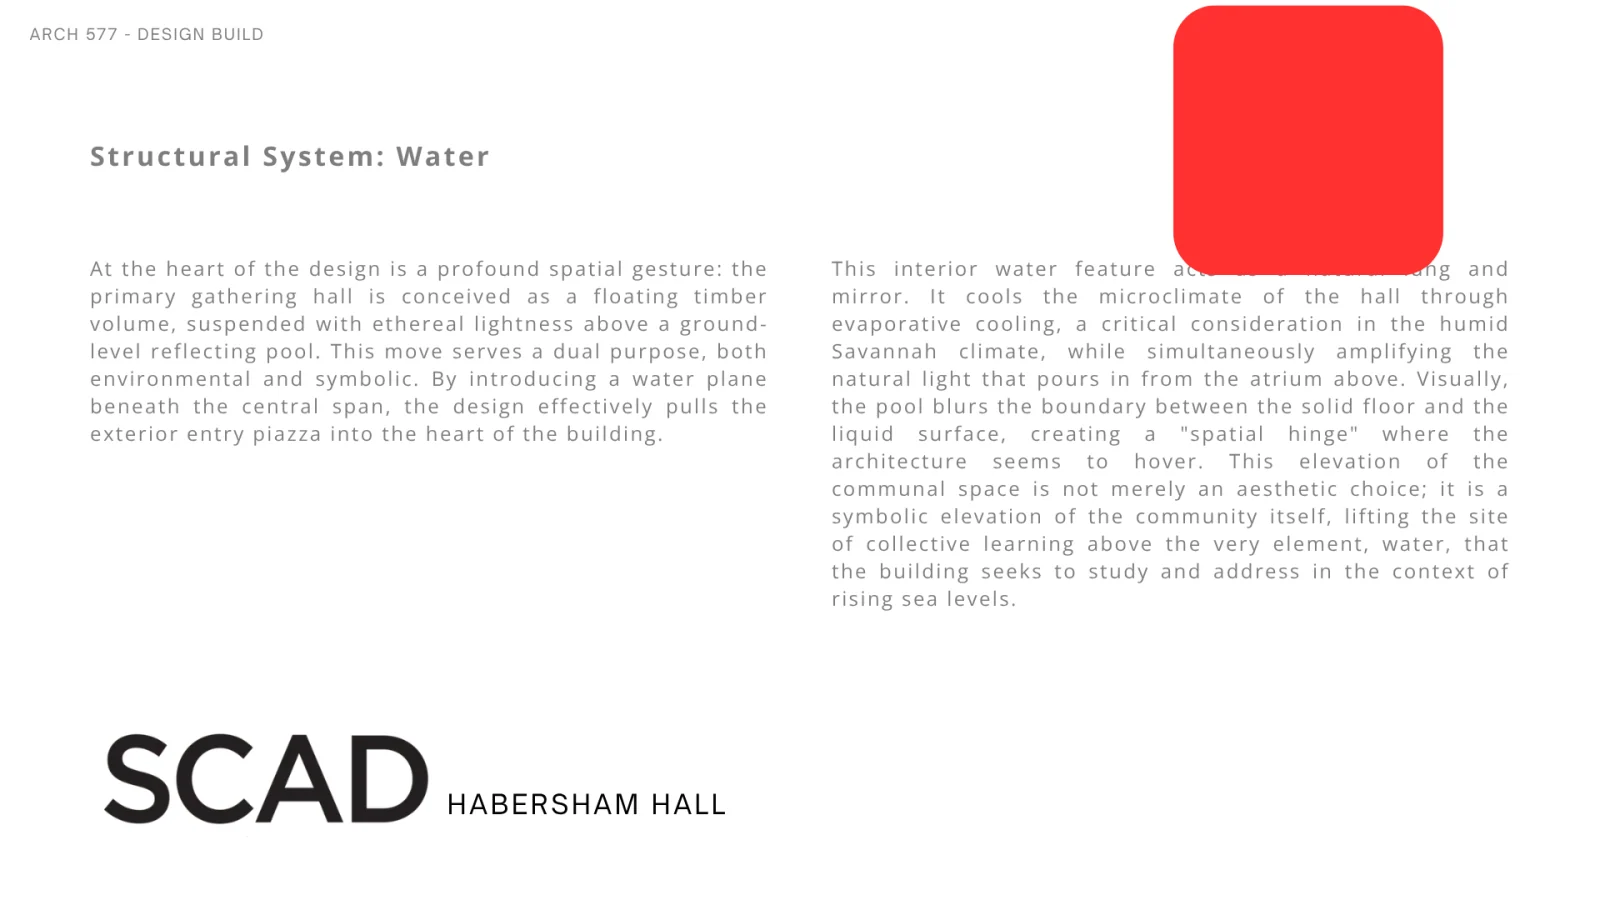 ARCH 577 - DESIGN BUILD
Structural System: Water
At the heart of the design is a profound spatial gesture: the
primary gathering hall is conceived as a floating timber
volume, suspended with ethereal lightness above a ground-
level reflecting pool. This move serves a dual purpose, both
environmental and symbolic. By introducing a water plane
beneath the central span, the design effectively pulls the
exterior entry piazza into the heart of the building.
This interior water feature and
mirror. It cools the microclimate of the hall through
evaporative cooling, a critical consideration in the humid
Savannah climate, while simultaneously amplifying the
natural light that pours in from the atrium above. Visually,
the pool blurs the boundary between the solid floor and the
liquid surface, creating a "spatial hinge" where the
architecture seems to hover. This elevation of the
communal space is not merely an aesthetic choice; it is a
symbolic elevation of the community itself, lifting the site
of collective learning above the very element, water, that
the building seeks to study and address in the context of
rising sea levels.
SCAD HABERSHAM HALL